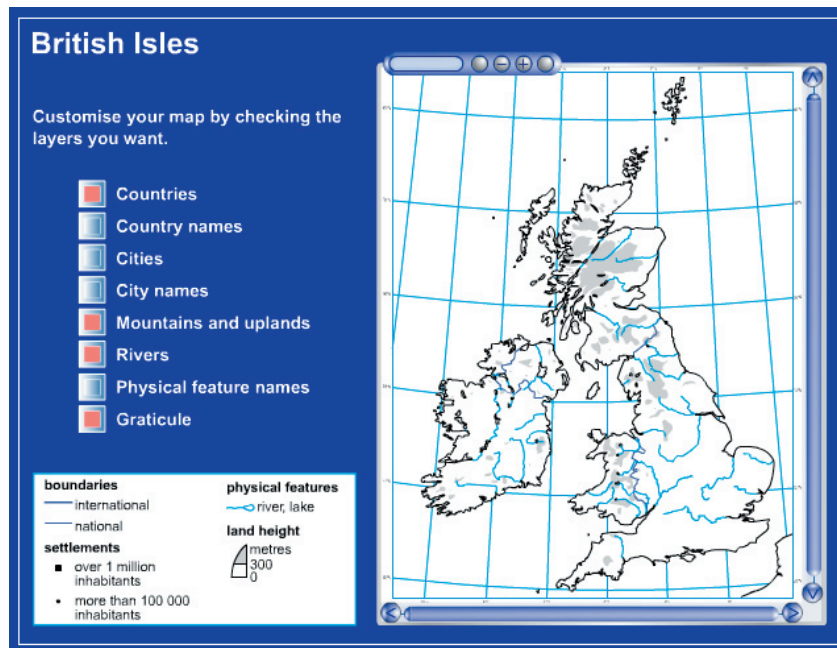 British Isles
Customise your map by checking the
layers you want.
Countries
Country names
Cities
City names
Mountains and uplands
Rivers
Physical feature names
Graticule
boundaries
international
national
settlements
over 1 million
inhabitants
more than 100 000
inhabitants
physical features
river, lake
land height
metres
300
0